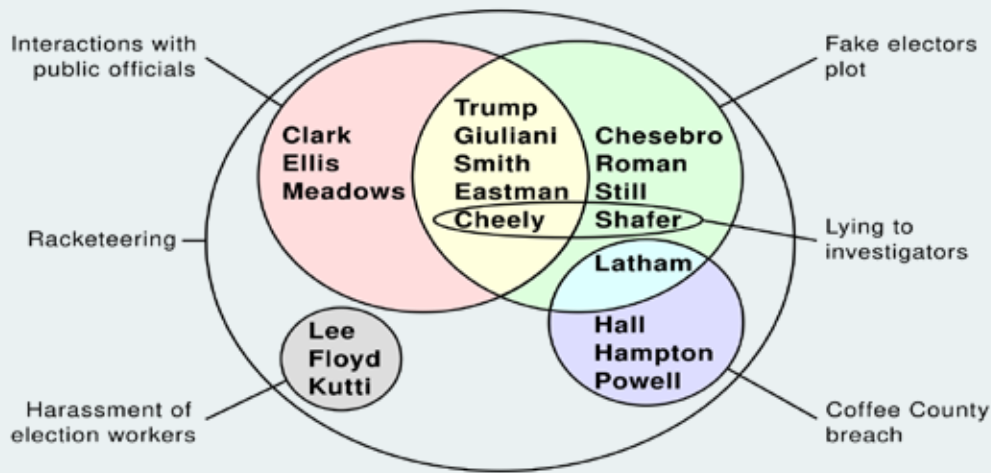 Interactions with
public officials
Fake electors
plot
Clark
Ellis
Meadows
Trump
Giuliani
Smith
Eastman
Cheely
Chesebro
Roman
Still
Shafer
Racketeering
Lying to
investigators
Latham
Hall
Hampton
Powell
Lee
Floyd
Kutti
Harassment of
election workers
Coffee County
breach